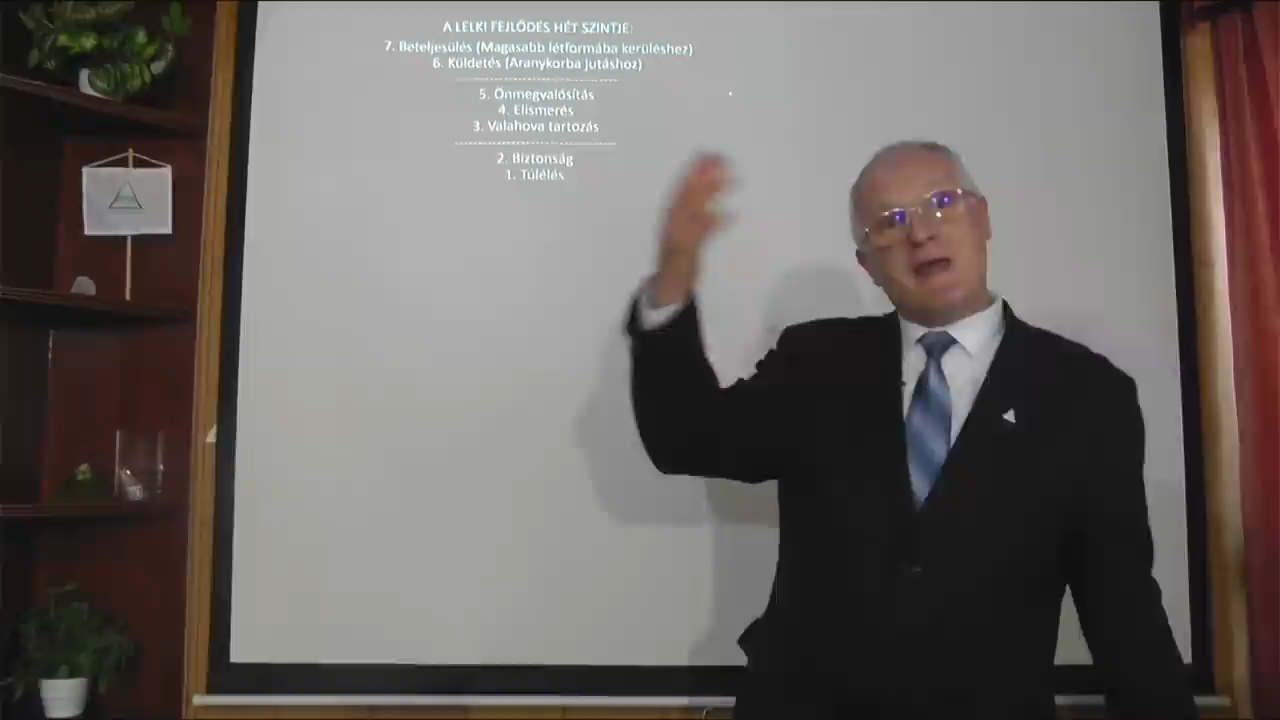 A LELKI FEJLŐDÉS HÉT SZINTJE:
7. Beteljesülés (Magasabb létformába kerüléshez)
6. Küldetés (Aranykorba jutáshoz)
5. Önmegvalósítás
4. Elismerés
3. Valahova tartozás
2. Biztonság
1. Túlélés